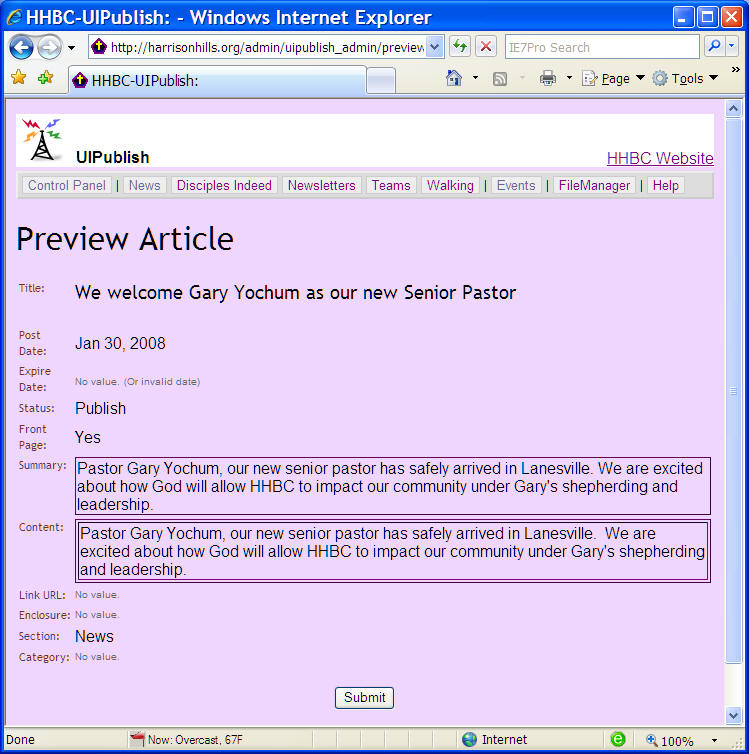 HHBC-UIPublish: - Windows Internet Explorer
http://harrisonhills.org/admin/uipublish_admin/preview
IE7Pro Search
HHBC-UIPublish:
Page
Tools
»
UIPublish
HHBC Website
Control Panel | News Disciples Indeed Newsletters Teams Walking | Events | FileManager | Help
Preview Article
Title: We welcome Gary Yochum as our new Senior Pastor
Post
Date: Jan 30, 2008
Expire
Date: No value. (Or invalid date)
Status: Publish
Front
Page: Yes
Summary: Pastor Gary Yochum, our new senior pastor has safely arrived in Lanesville. We are excited
about how God will allow HHBC to impact our community under Gary's shepherding and
leadership.
Content: Pastor Gary Yochum, our new senior pastor has safely arrived in Lanesville.  We are
excited about how God will allow HHBC to impact our community under Gary's shepherding
and leadership.
Link URL: No value.
Enclosure: No value.
Section: News
Category: No value.
Submit
Done
Now: Overcast, 67F
Internet
100%